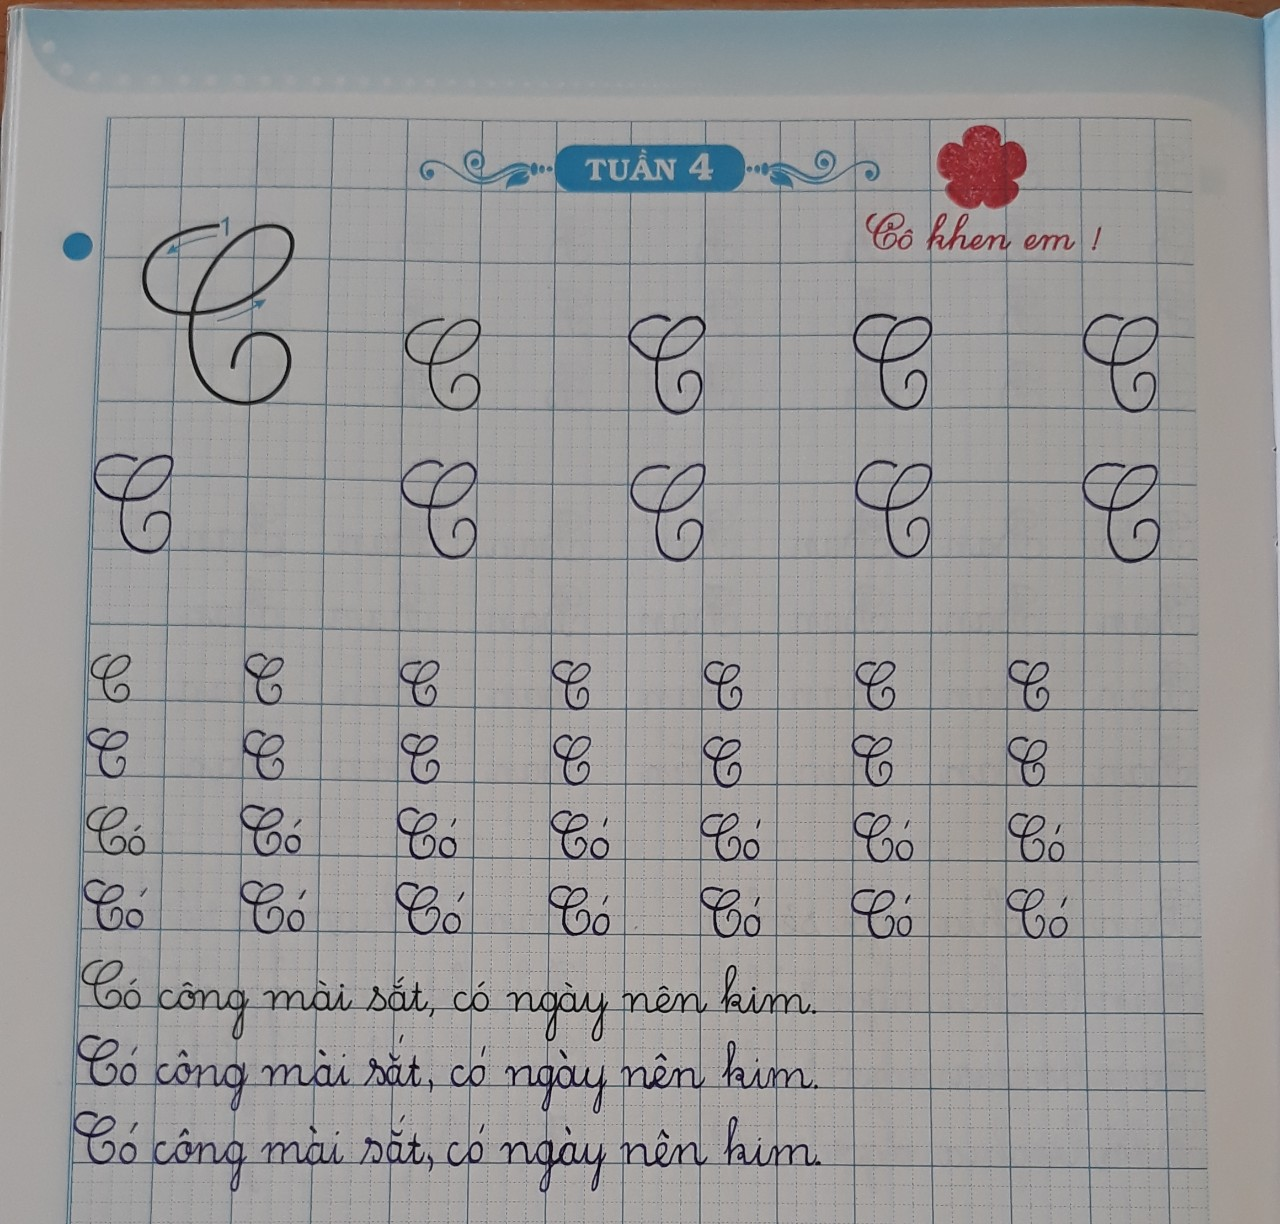 TUẦN 4
Cô khen em !
1
C
C C C C
C C C C C
C C C C C C C
C C C C C C C
Có Có Có Có Có Có Có
Có Có Có Có Có Có Có
Có công mài sắt, có ngày nên kim.
Có công mài sắt, có ngày nên kim.
Có công mài sắt, có ngày nên kim.